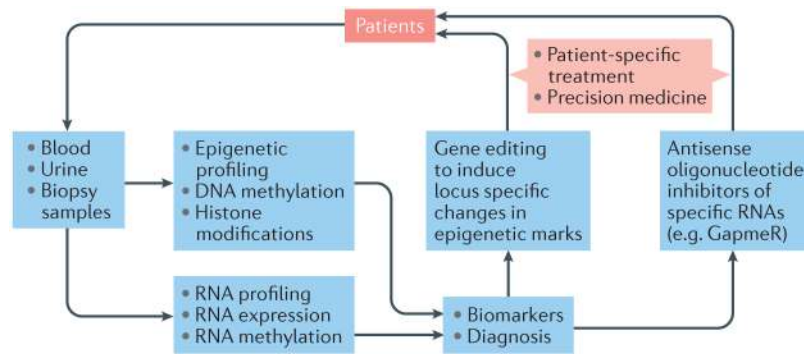 Patients
• Patient-specific
treatment
• Precision medicine
• Blood
• Urine
• Biopsy
samples
• Epigenetic
profiling
• DNA methylation
• Histone
modifications
Gene editing
to induce
locus specific
changes in
epigenetic marks
Antisense
oligonucleotide
inhibitors of
specific RNAs
(e.g. GapmeR)
• RNA profiling
• RNA expression
• RNA methylation
• Biomarkers
• Diagnosis